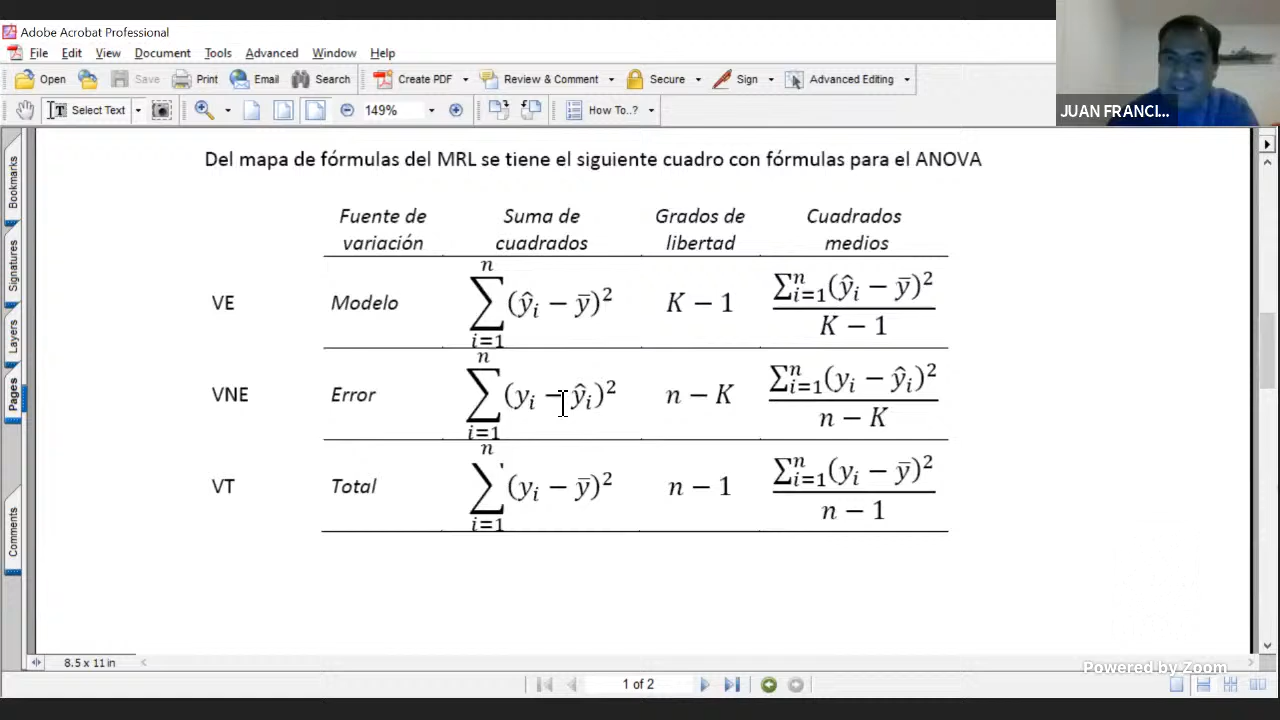 Adobe Acrobat Professional
File Edit View Document Tools Advanced Window Help
Open Save Print Email Search Create PDF Review & Comment Secure Sign Advanced Editing
Select Text 149% How To..?
JUAN FRANCI...
Bookmarks
Signatures
Layers
Pages
Comments
Del mapa de fórmulas del MRL se tiene el siguiente cuadro con fórmulas para el ANOVA
Fuente de variación Suma de cuadrados Grados de libertad Cuadrados medios
VE Modelo ∑_{i=1}^{n} (ŷ_i − ȳ)² K − 1 ∑_{i=1}^{n}(ŷ_i − ȳ)² / K − 1
VNE Error ∑_{i=1}^{n} (y_i − ŷ_i)² n − K ∑_{i=1}^{n}(y_i − ŷ_i)² / n − K
VT Total ∑_{i=1}^{n} (y_i − ȳ)² n − 1 ∑_{i=1}^{n}(y_i − ȳ)² / n − 1
8.5 x 11 in
Powered by Zoom
1 of 2